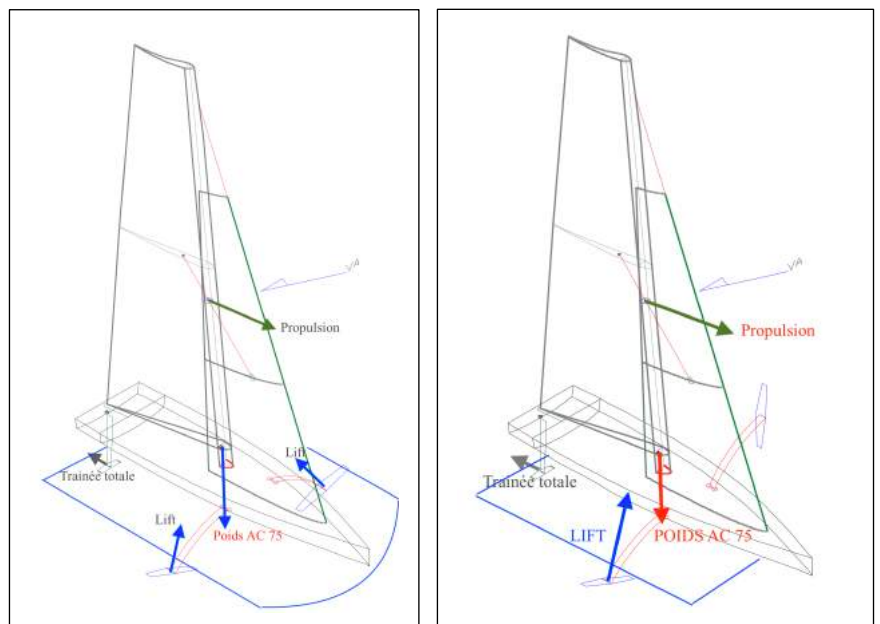 VA
Propulsion
Lift
Trainée totale
Lift
Poids AC 75
VA
Propulsion
Trainée totale
LIFT
POIDS AC 75